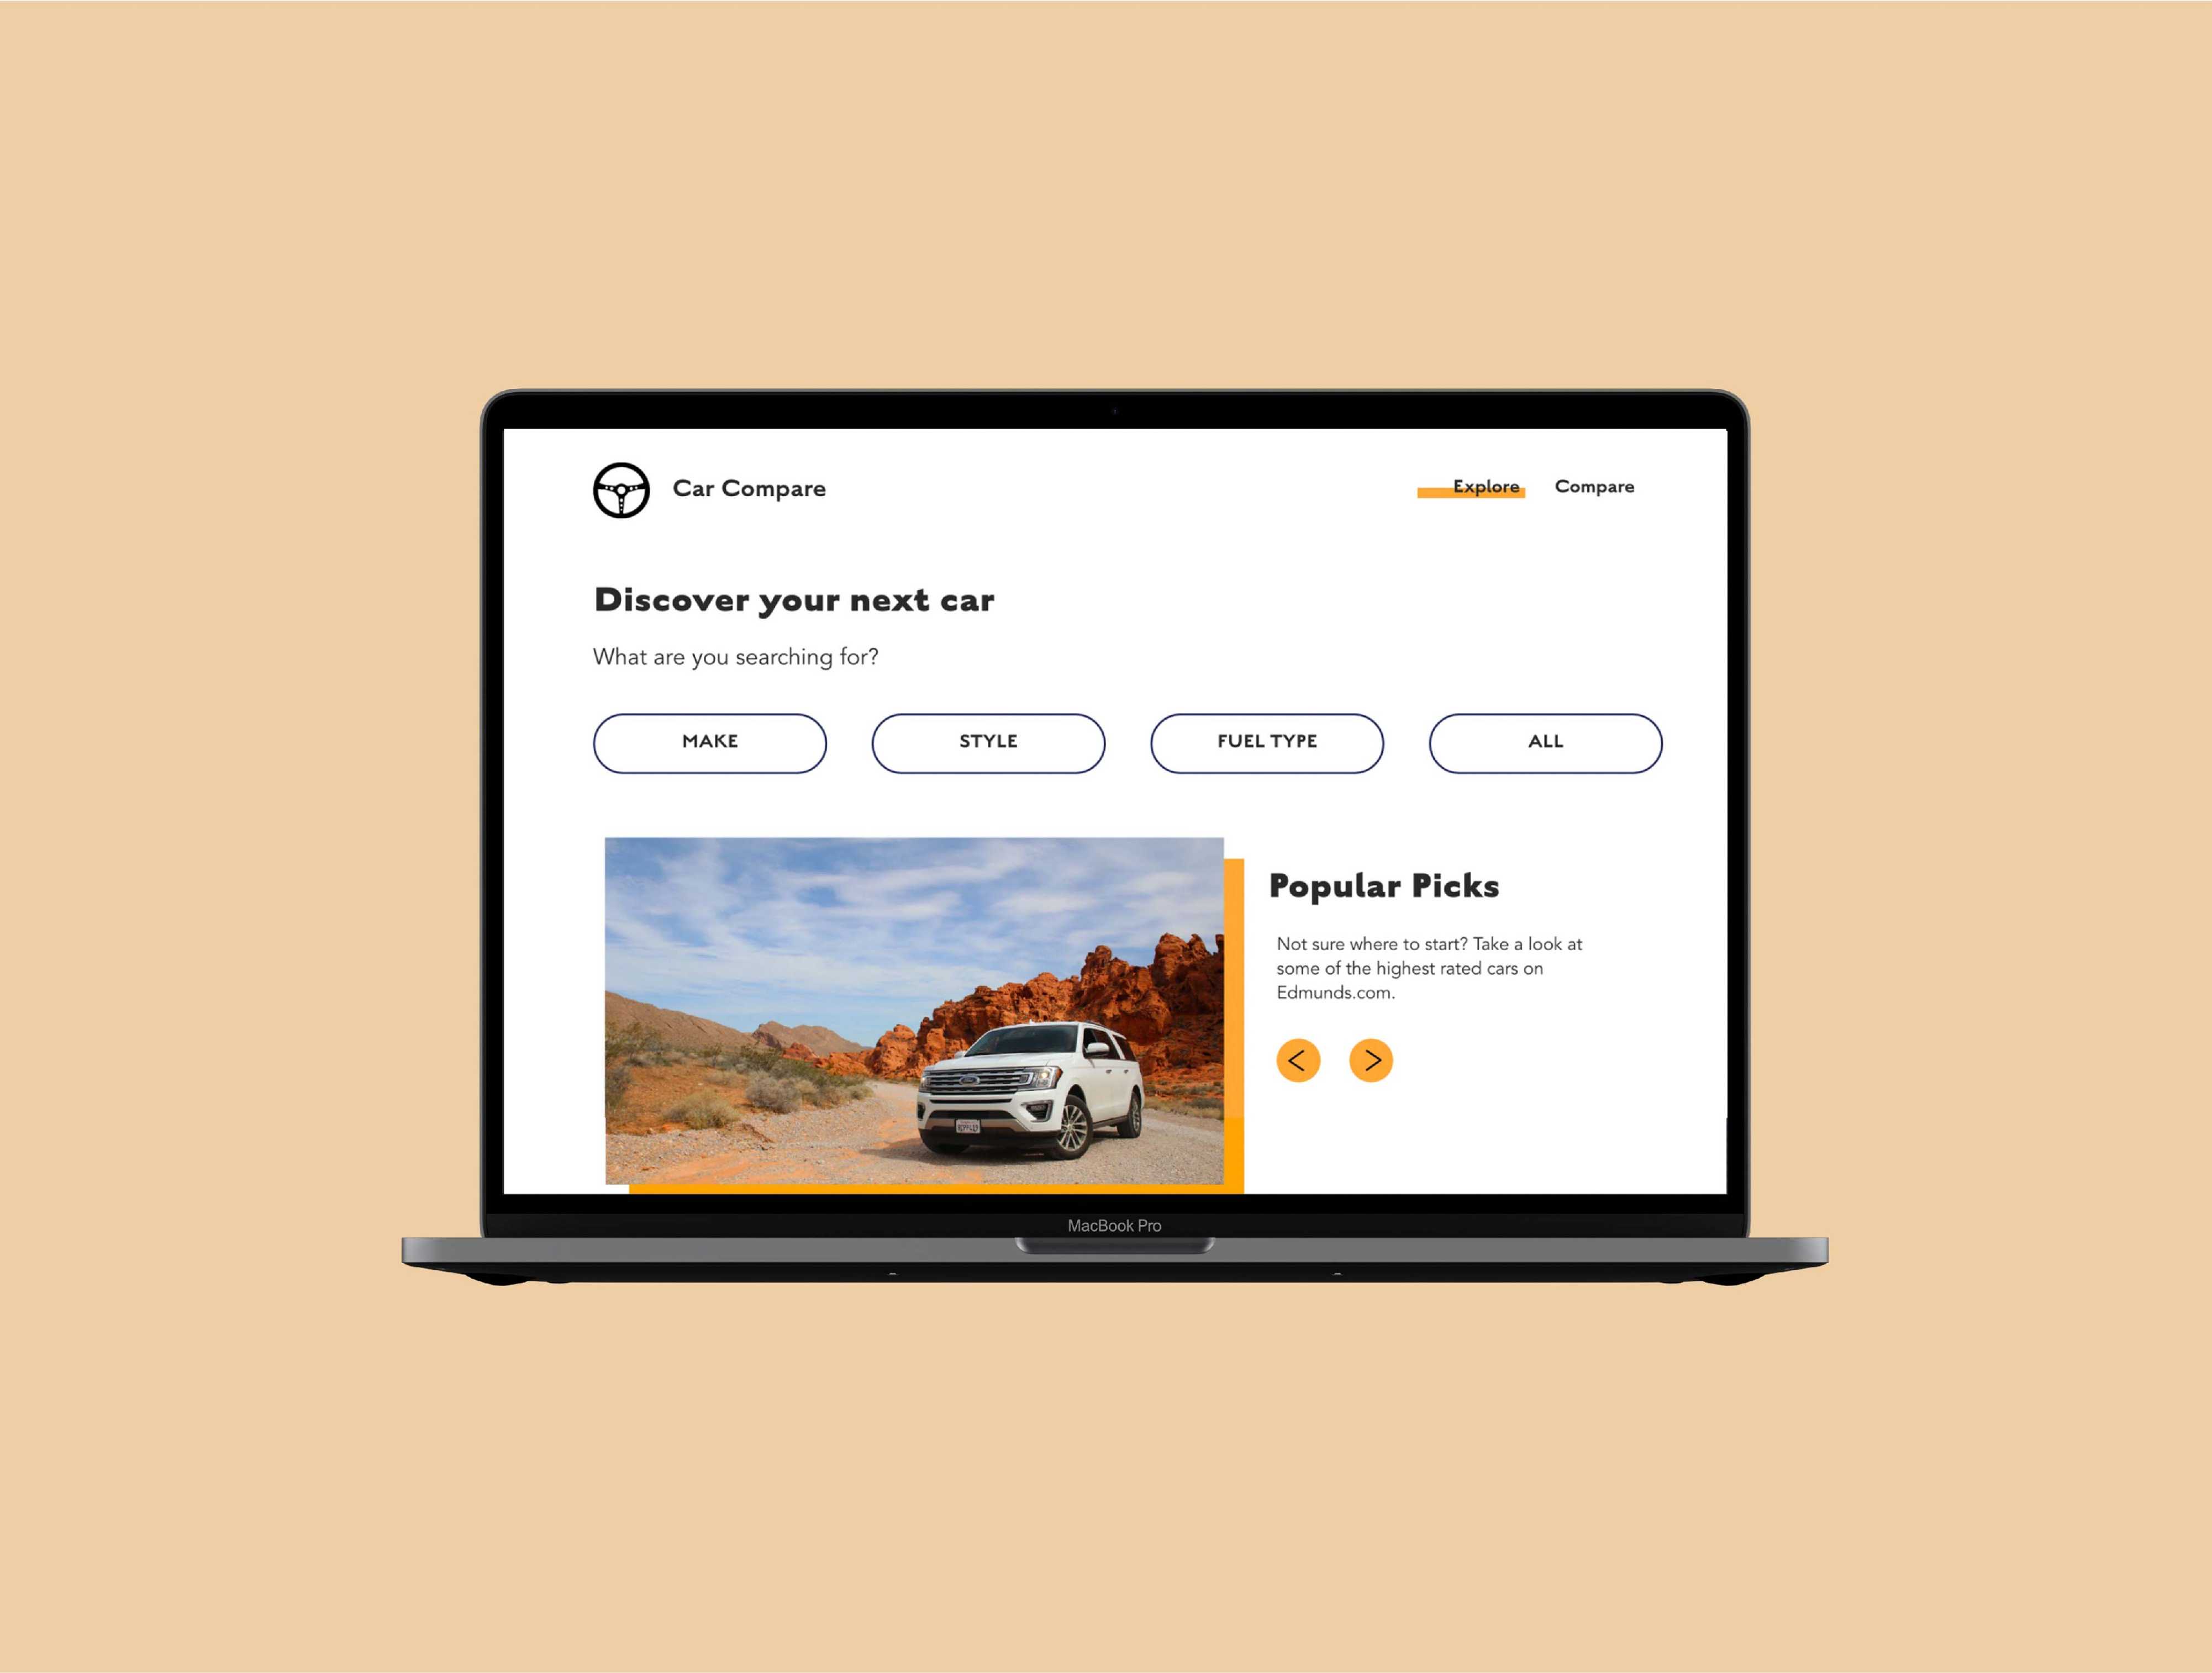 Car Compare
Explore
Compare
Discover your next car
What are you searching for?
MAKE
STYLE
FUEL TYPE
ALL
Popular Picks
Not sure where to start? Take a look at
some of the highest rated cars on
Edmunds.com.
<
>
MacBook Pro